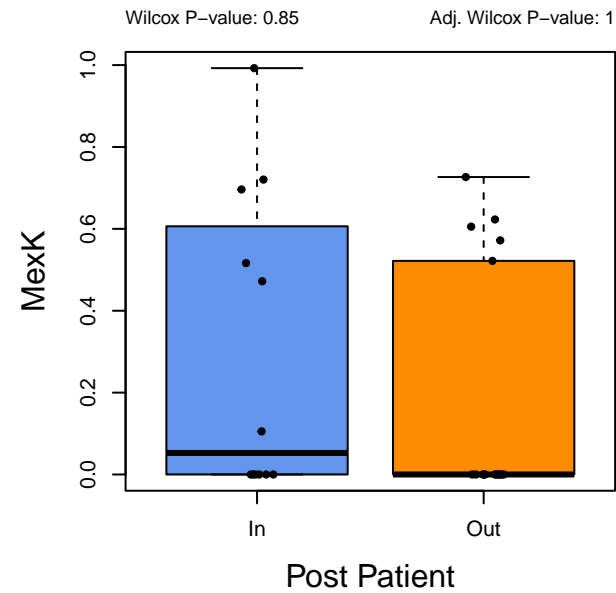 Wilcox P−value: 0.85
Adj. Wilcox P−value: 1
MexK
1.0
0.8
0.6
0.4
0.2
0.0
In
Out
Post Patient